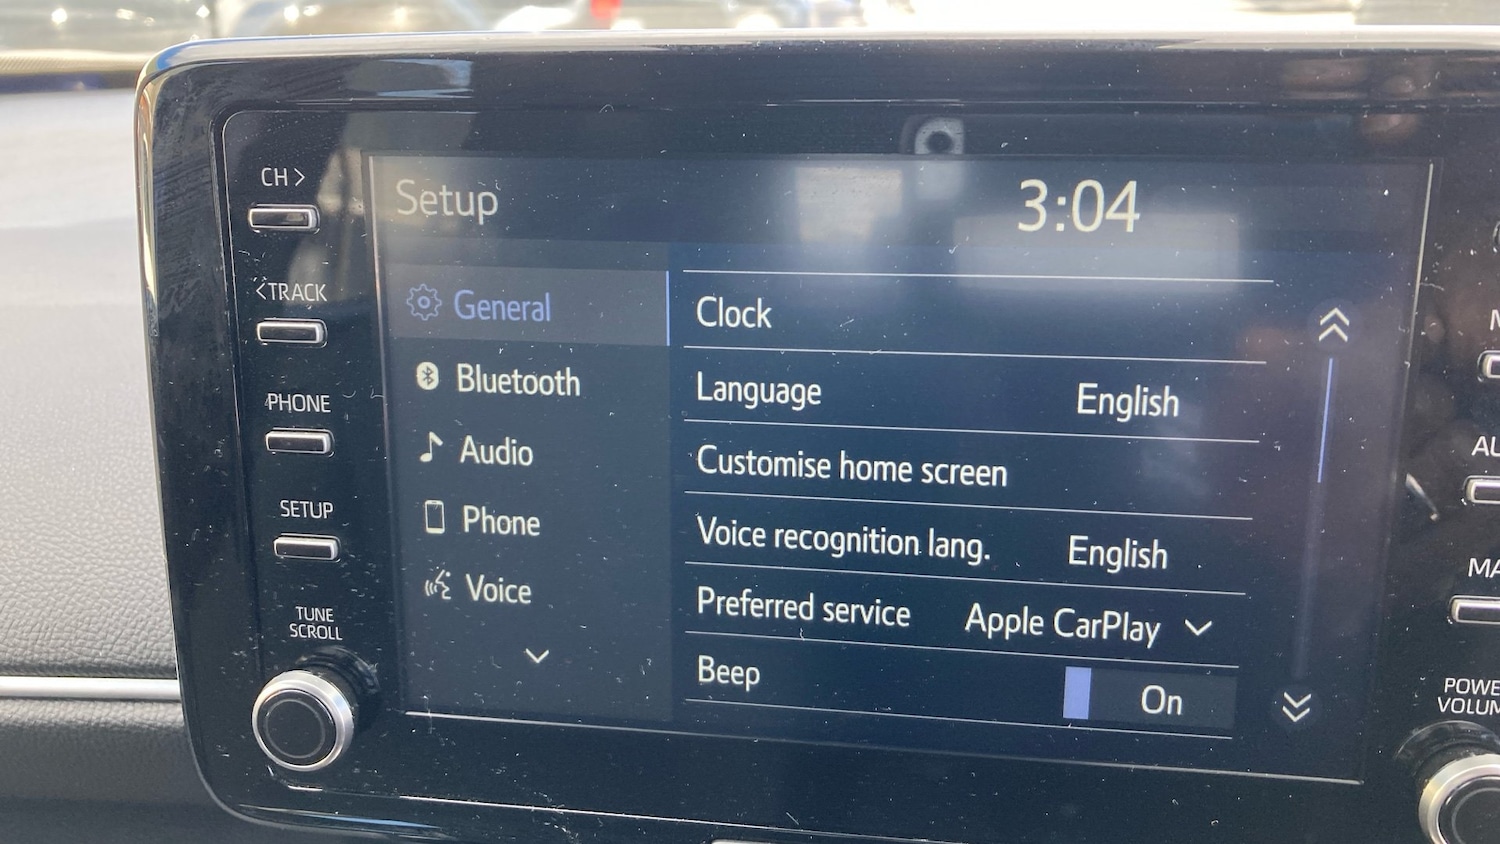 CH >
Setup
3:04
< TRACK
General
Clock
PHONE
Bluetooth
Language English
Audio
Customise home screen
SETUP
Phone
Voice recognition lang. English
TUNE
SCROLL
Voice
Preferred service Apple CarPlay
Beep On